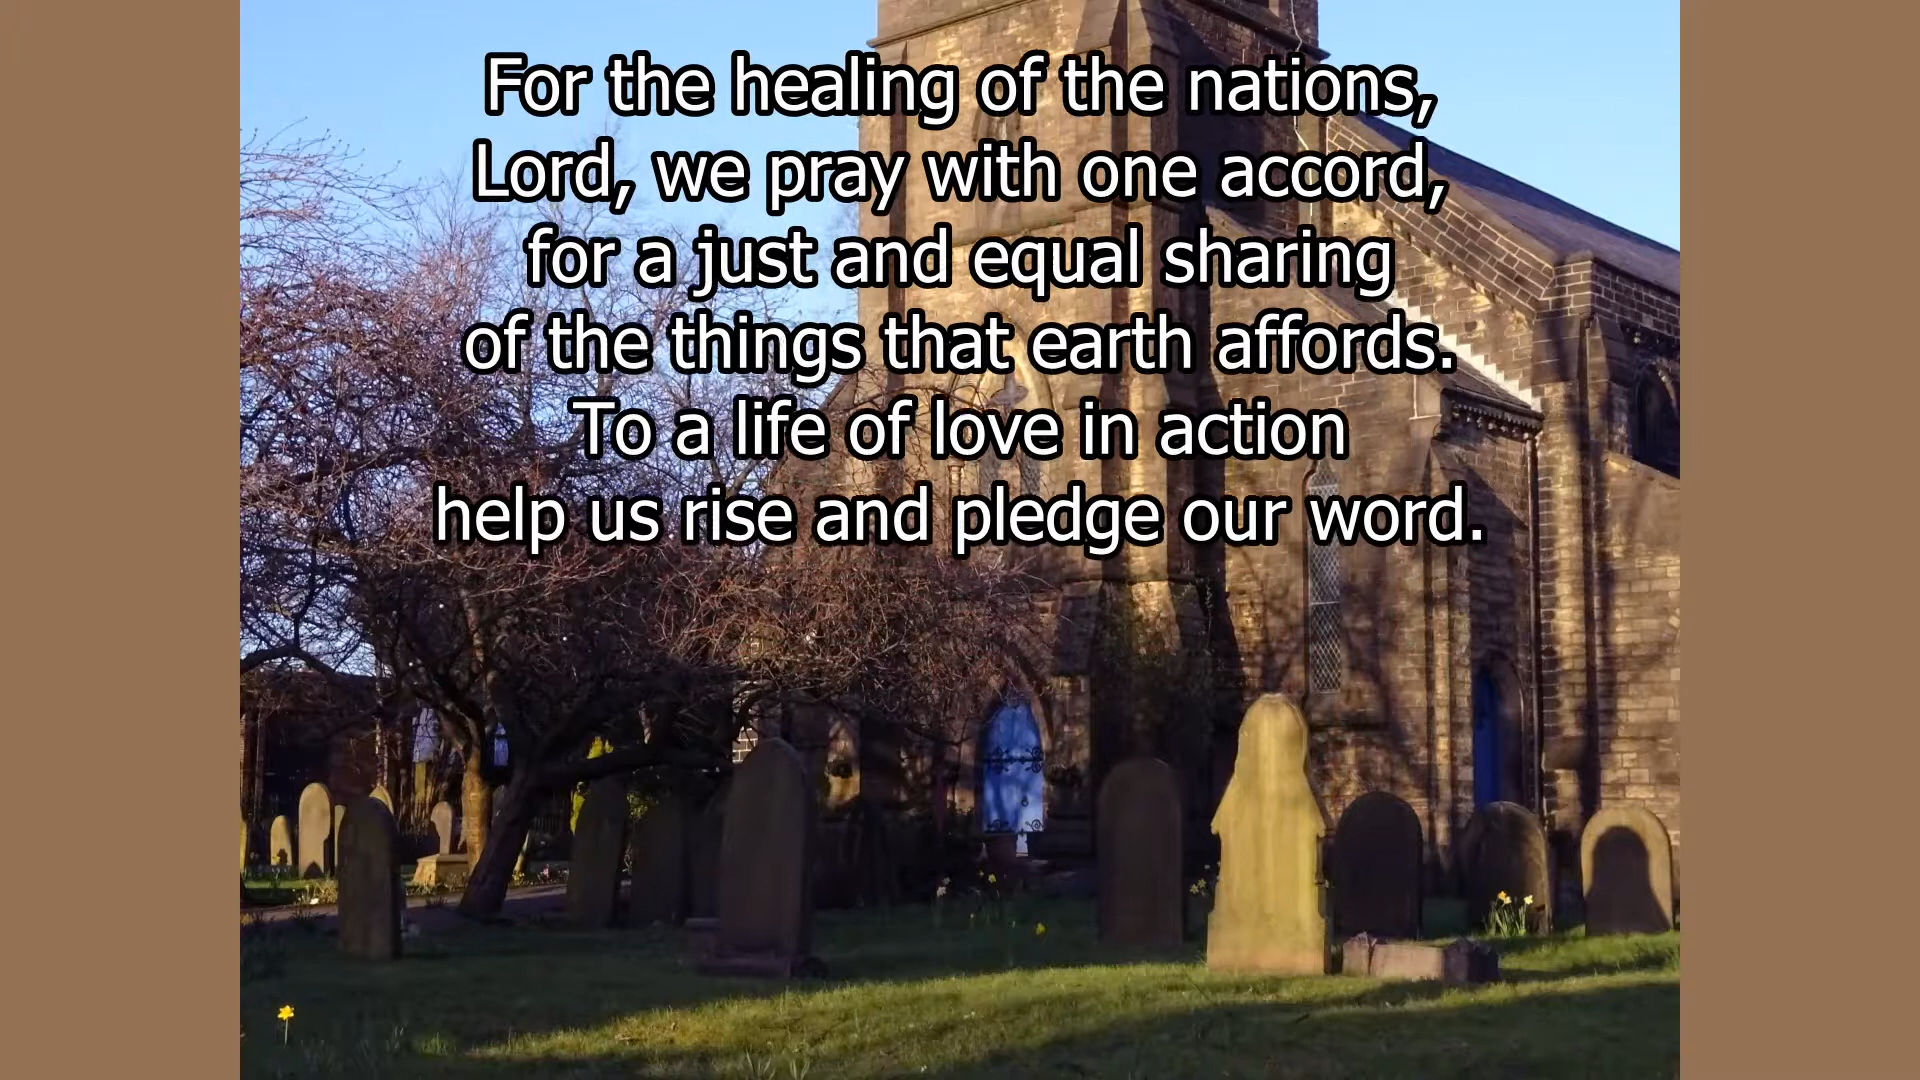 For the healing of the nations,
Lord, we pray with one accord,
for a just and equal sharing
of the things that earth affords.
To a life of love in action
help us rise and pledge our word.